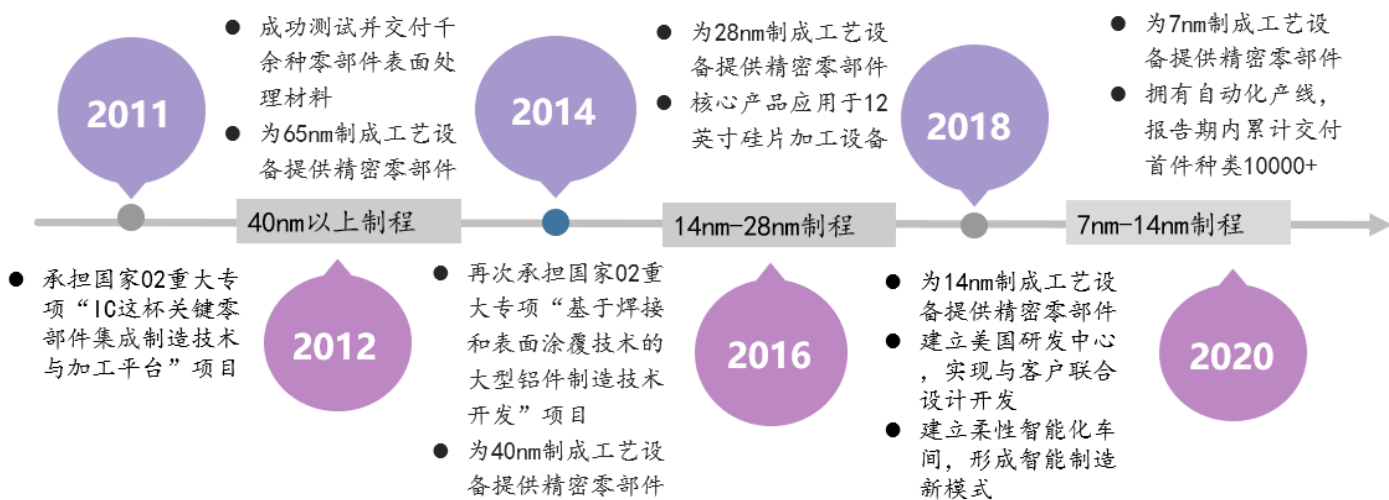 2011
承担国家02重大专
项“IC这杯关键零
部件集成制造技术
与加工平台”项目
成功测试并交付千
余种零部件表面处
理材料
为65nm制成工艺设
备提供精密零部件
40nm以上制程
2012
2014
再次承担国家02重
大专项“基于焊接
和表面涂覆技术的
大型铝件制造技术
开发”项目
为40nm制成工艺设
备提供精密零部件
为28nm制成工艺设
备提供精密零部件
核心产品应用于12
英寸硅片加工设备
14nm-28nm制程
2016
2018
为14nm制成工艺设
备提供精密零部件
建立美国研发中心
，实现与客户联合
设计开发
建立柔性智能化车
间，形成智能制造
新模式
为7nm制成工艺设
备提供精密零部件
拥有自动化产线，
报告期内累计交付
首件种类10000+
7nm-14nm制程
2020